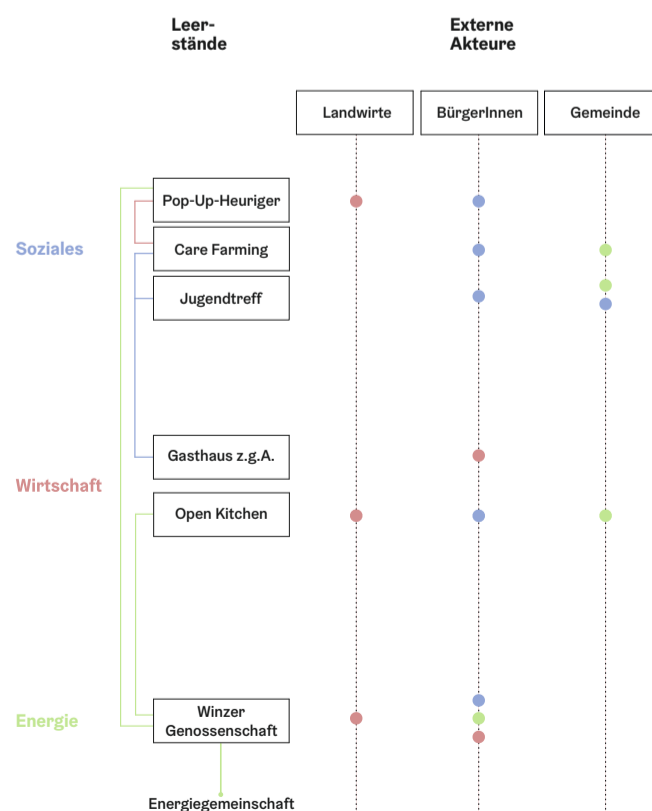 Leer-
stände
Externe
Akteure
Landwirte
BürgerInnen
Gemeinde
Pop-Up-Heuriger
Soziales
Care Farming
Jugendtreff
Gasthaus z.g.A.
Wirtschaft
Open Kitchen
Energie
Winzer
Genossenschaft
Energiegemeinschaft